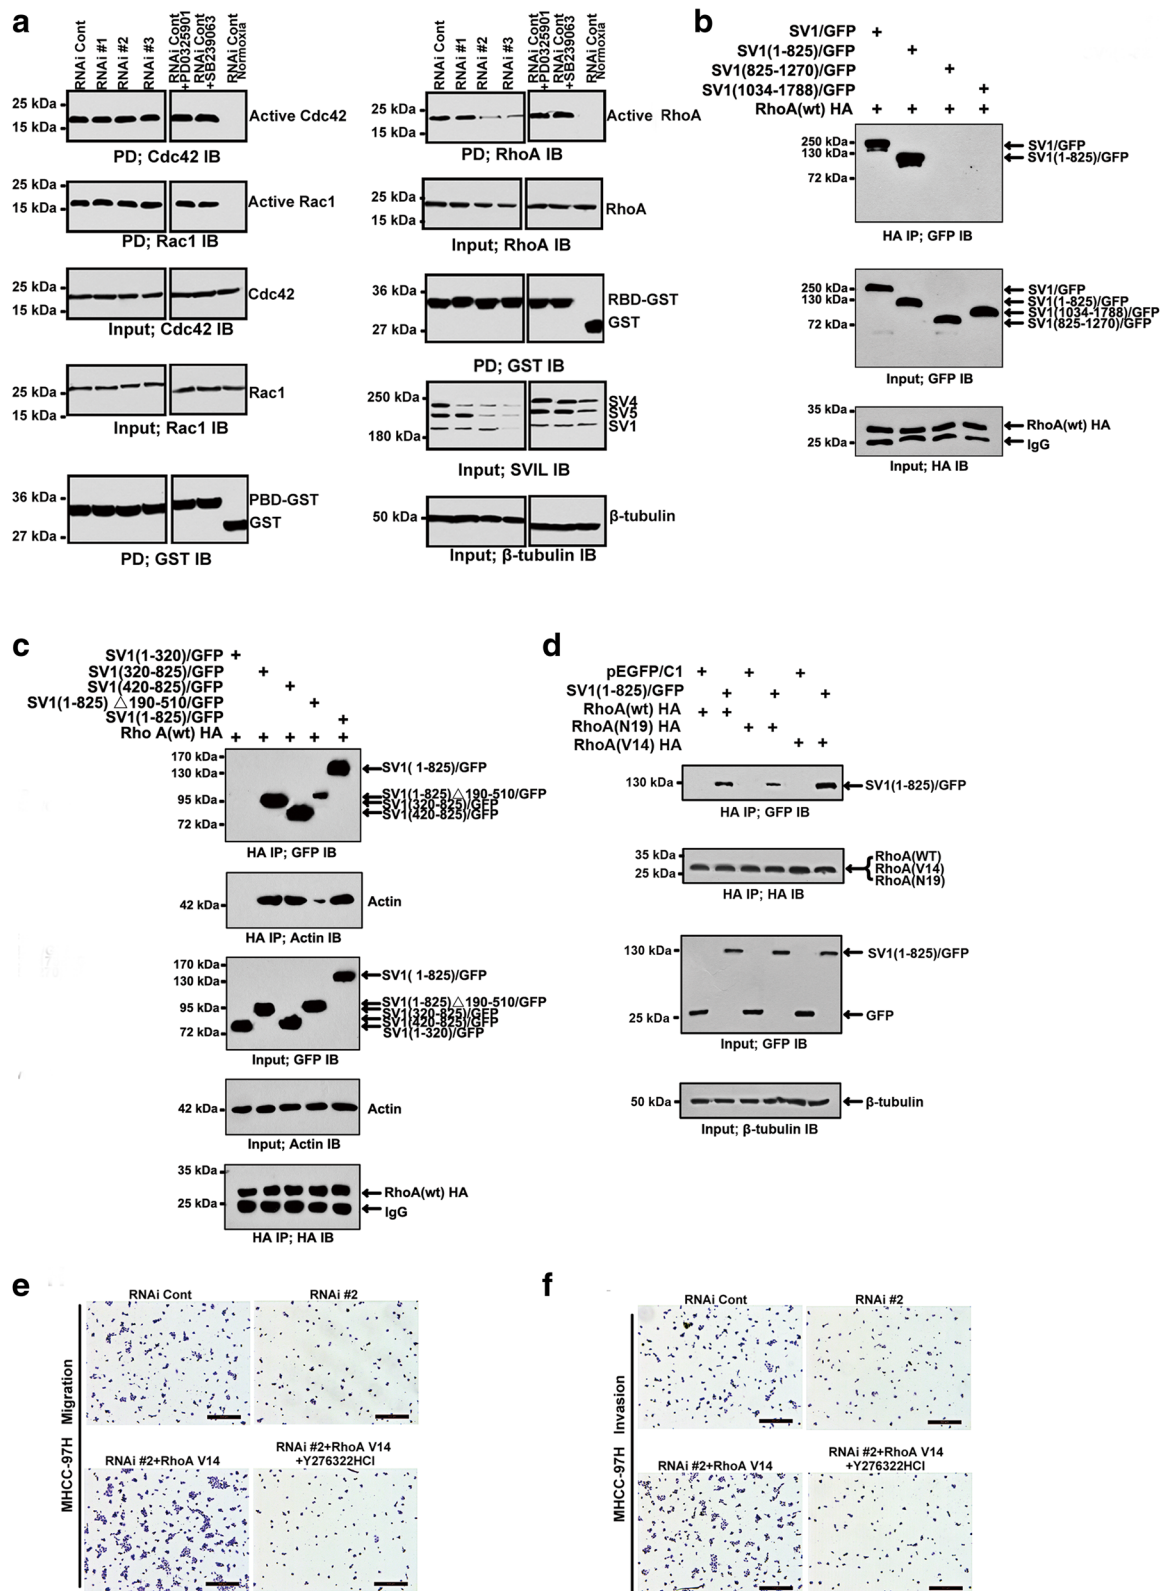 a
RNAi Cont
RNAi #1
RNAi #2
RNAi #3
RNAi Cont
+PD0325901
RNAi Cont
+SB239063
RNAi Cont
Normoxia
25 kDa
15 kDa
Active Cdc42
PD; Cdc42 IB
25 kDa
15 kDa
Active Rac1
PD; Rac1 IB
25 kDa
15 kDa
Cdc42
Input; Cdc42 IB
25 kDa
15 kDa
Rac1
Input; Rac1 IB
36 kDa
27 kDa
PBD-GST
GST
PD; GST IB
RNAi Cont
RNAi #1
RNAi #2
RNAi #3
RNAi Cont
+PD0325901
RNAi Cont
+SB239063
RNAi Cont
Normoxia
25 kDa
15 kDa
Active RhoA
PD; RhoA IB
25 kDa
15 kDa
RhoA
Input; RhoA IB
36 kDa
27 kDa
RBD-GST
GST
PD; GST IB
250 kDa
180 kDa
SV4
SV5
SV1
Input; SVIL IB
50 kDa
β-tubulin
Input; β-tubulin IB
b
SV1/GFP +
SV1(1-825)/GFP +
SV1(825-1270)/GFP +
SV1(1034-1788)/GFP +
RhoA(wt) HA + + + +
250 kDa
130 kDa
72 kDa
SV1/GFP
SV1(1-825)/GFP
HA IP; GFP IB
250 kDa
130 kDa
72 kDa
SV1/GFP
SV1(1-825)/GFP
SV1(1034-1788)/GFP
SV1(825-1270)/GFP
Input; GFP IB
35 kDa
25 kDa
RhoA(wt) HA
IgG
Input; HA IB
c
SV1(1-320)/GFP +
SV1(320-825)/GFP +
SV1(420-825)/GFP +
SV1(1-825) △190-510/GFP +
SV1(1-825)/GFP +
Rho A(wt) HA + + + + +
170 kDa
130 kDa
95 kDa
72 kDa
SV1( 1-825)/GFP
SV1(1-825)△190-510/GFP
SV1(320-825)/GFP
SV1(420-825)/GFP
HA IP; GFP IB
42 kDa
Actin
HA IP; Actin IB
170 kDa
130 kDa
95 kDa
72 kDa
SV1( 1-825)/GFP
SV1(1-825)△190-510/GFP
SV1(320-825)/GFP
SV1(420-825)/GFP
SV1(1-320)/GFP
Input; GFP IB
42 kDa
Actin
Input; Actin IB
35 kDa
25 kDa
RhoA(wt) HA
IgG
HA IP; HA IB
d
pEGFP/C1 + + +
SV1(1-825)/GFP + + +
RhoA(wt) HA + +
RhoA(N19) HA + +
RhoA(V14) HA + +
130 kDa
SV1(1-825)/GFP
HA IP; GFP IB
35 kDa
25 kDa
RhoA(WT)
RhoA(V14)
RhoA(N19)
HA IP; HA IB
130 kDa
25 kDa
SV1(1-825)/GFP
GFP
Input; GFP IB
50 kDa
β-tubulin
Input; β-tubulin IB
e
MHCC-97H Migration
RNAi Cont
RNAi #2
RNAi #2+RhoA V14
RNAi #2+RhoA V14
+Y276322HCl
f
MHCC-97H Invasion
RNAi Cont
RNAi #2
RNAi #2+RhoA V14
RNAi #2+RhoA V14
+Y276322HCl